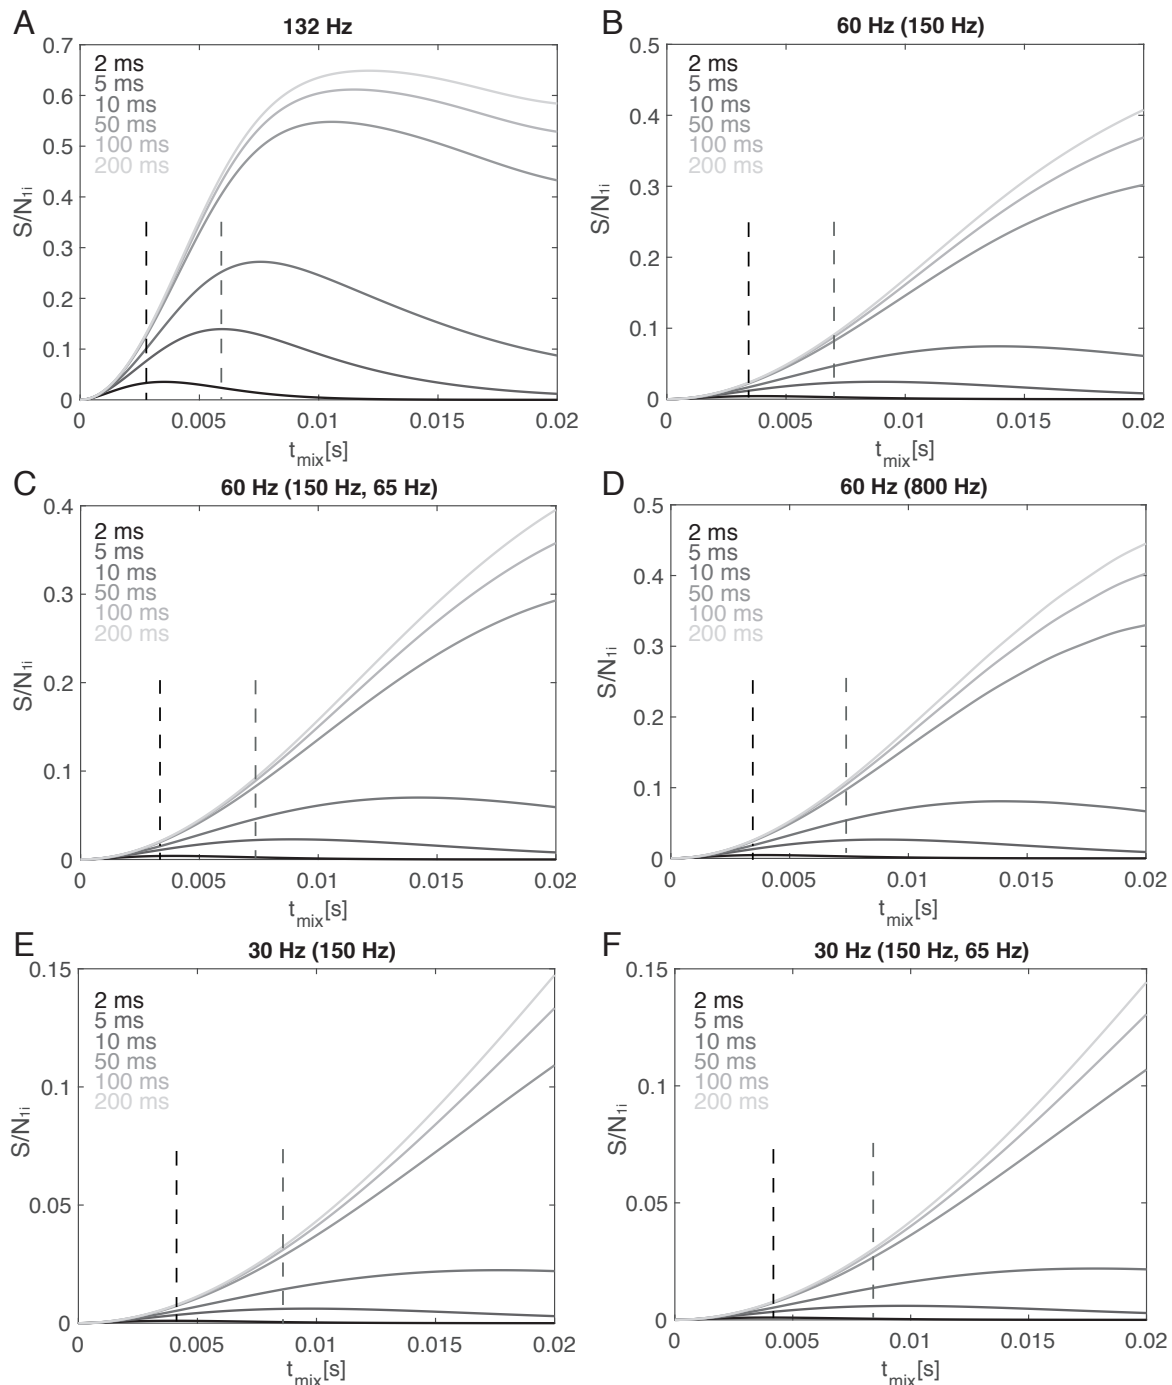 A
132 Hz
0.7
0.6
0.5
0.4
0.3
0.2
0.1
0
2 ms
5 ms
10 ms
50 ms
100 ms
200 ms
S/N1i
0
0.005
0.01
0.015
0.02
tmix[s]
B
60 Hz (150 Hz)
0.5
0.4
0.3
0.2
0.1
0
2 ms
5 ms
10 ms
50 ms
100 ms
200 ms
S/N1i
0
0.005
0.01
0.015
0.02
tmix[s]
C
60 Hz (150 Hz, 65 Hz)
0.4
0.3
0.2
0.1
0
2 ms
5 ms
10 ms
50 ms
100 ms
200 ms
S/N1i
0
0.005
0.01
0.015
0.02
tmix[s]
D
60 Hz (800 Hz)
0.5
0.4
0.3
0.2
0.1
0
2 ms
5 ms
10 ms
50 ms
100 ms
200 ms
S/N1i
0
0.005
0.01
0.015
0.02
tmix[s]
E
30 Hz (150 Hz)
0.15
0.1
0.05
0
2 ms
5 ms
10 ms
50 ms
100 ms
200 ms
S/N1i
0
0.005
0.01
0.015
0.02
tmix[s]
F
30 Hz (150 Hz, 65 Hz)
0.15
0.1
0.05
0
2 ms
5 ms
10 ms
50 ms
100 ms
200 ms
S/N1i
0
0.005
0.01
0.015
0.02
tmix[s]